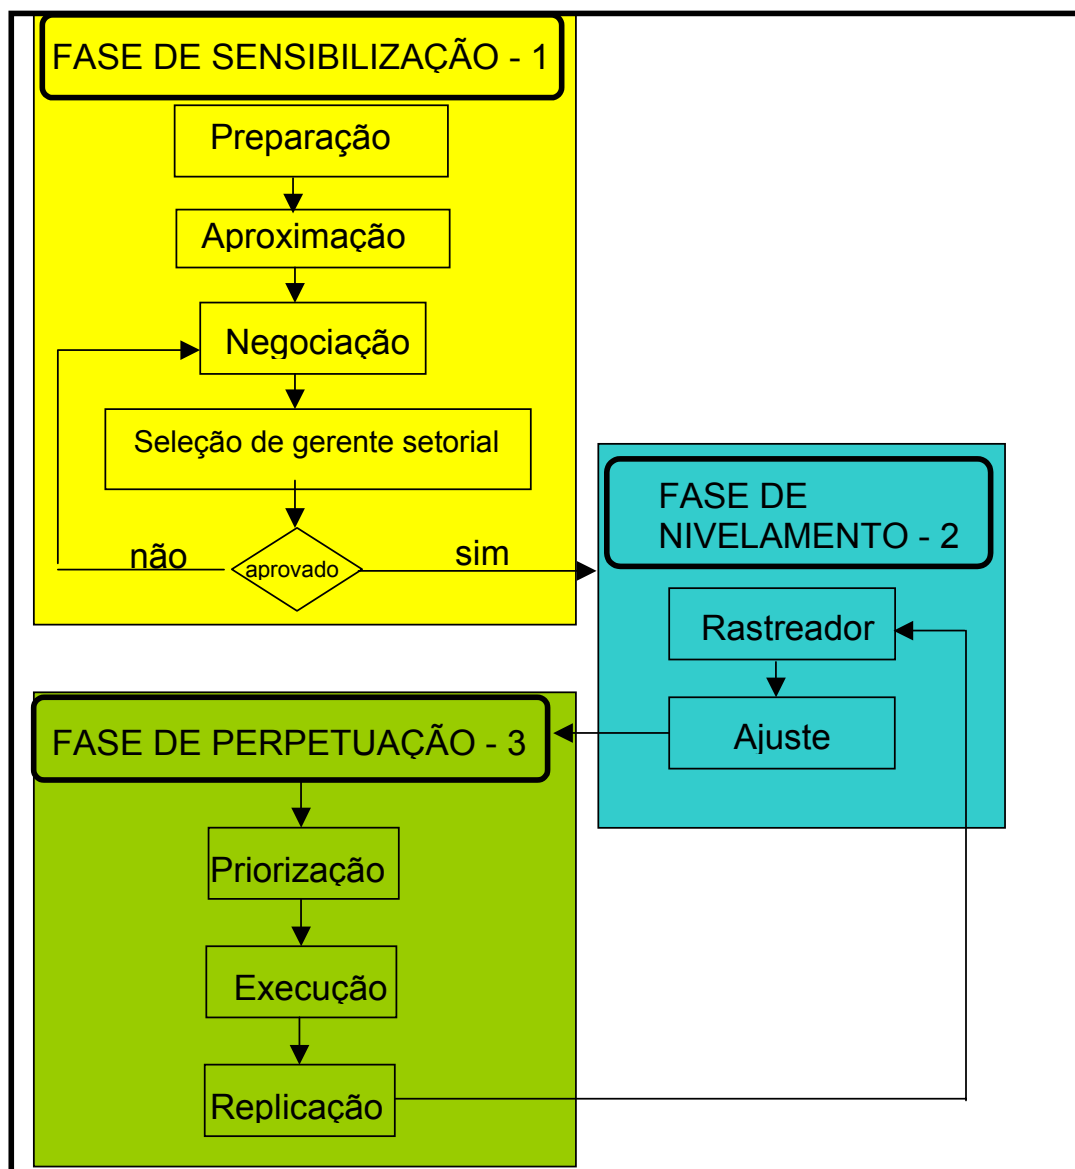 FASE DE SENSIBILIZAÇÃO - 1
Preparação
Aproximação
Negociação
Seleção de gerente setorial
não
aprovado
sim
FASE DE
NIVELAMENTO - 2
Rastreador
Ajuste
FASE DE PERPETUAÇÃO - 3
Priorização
Execução
Replicação